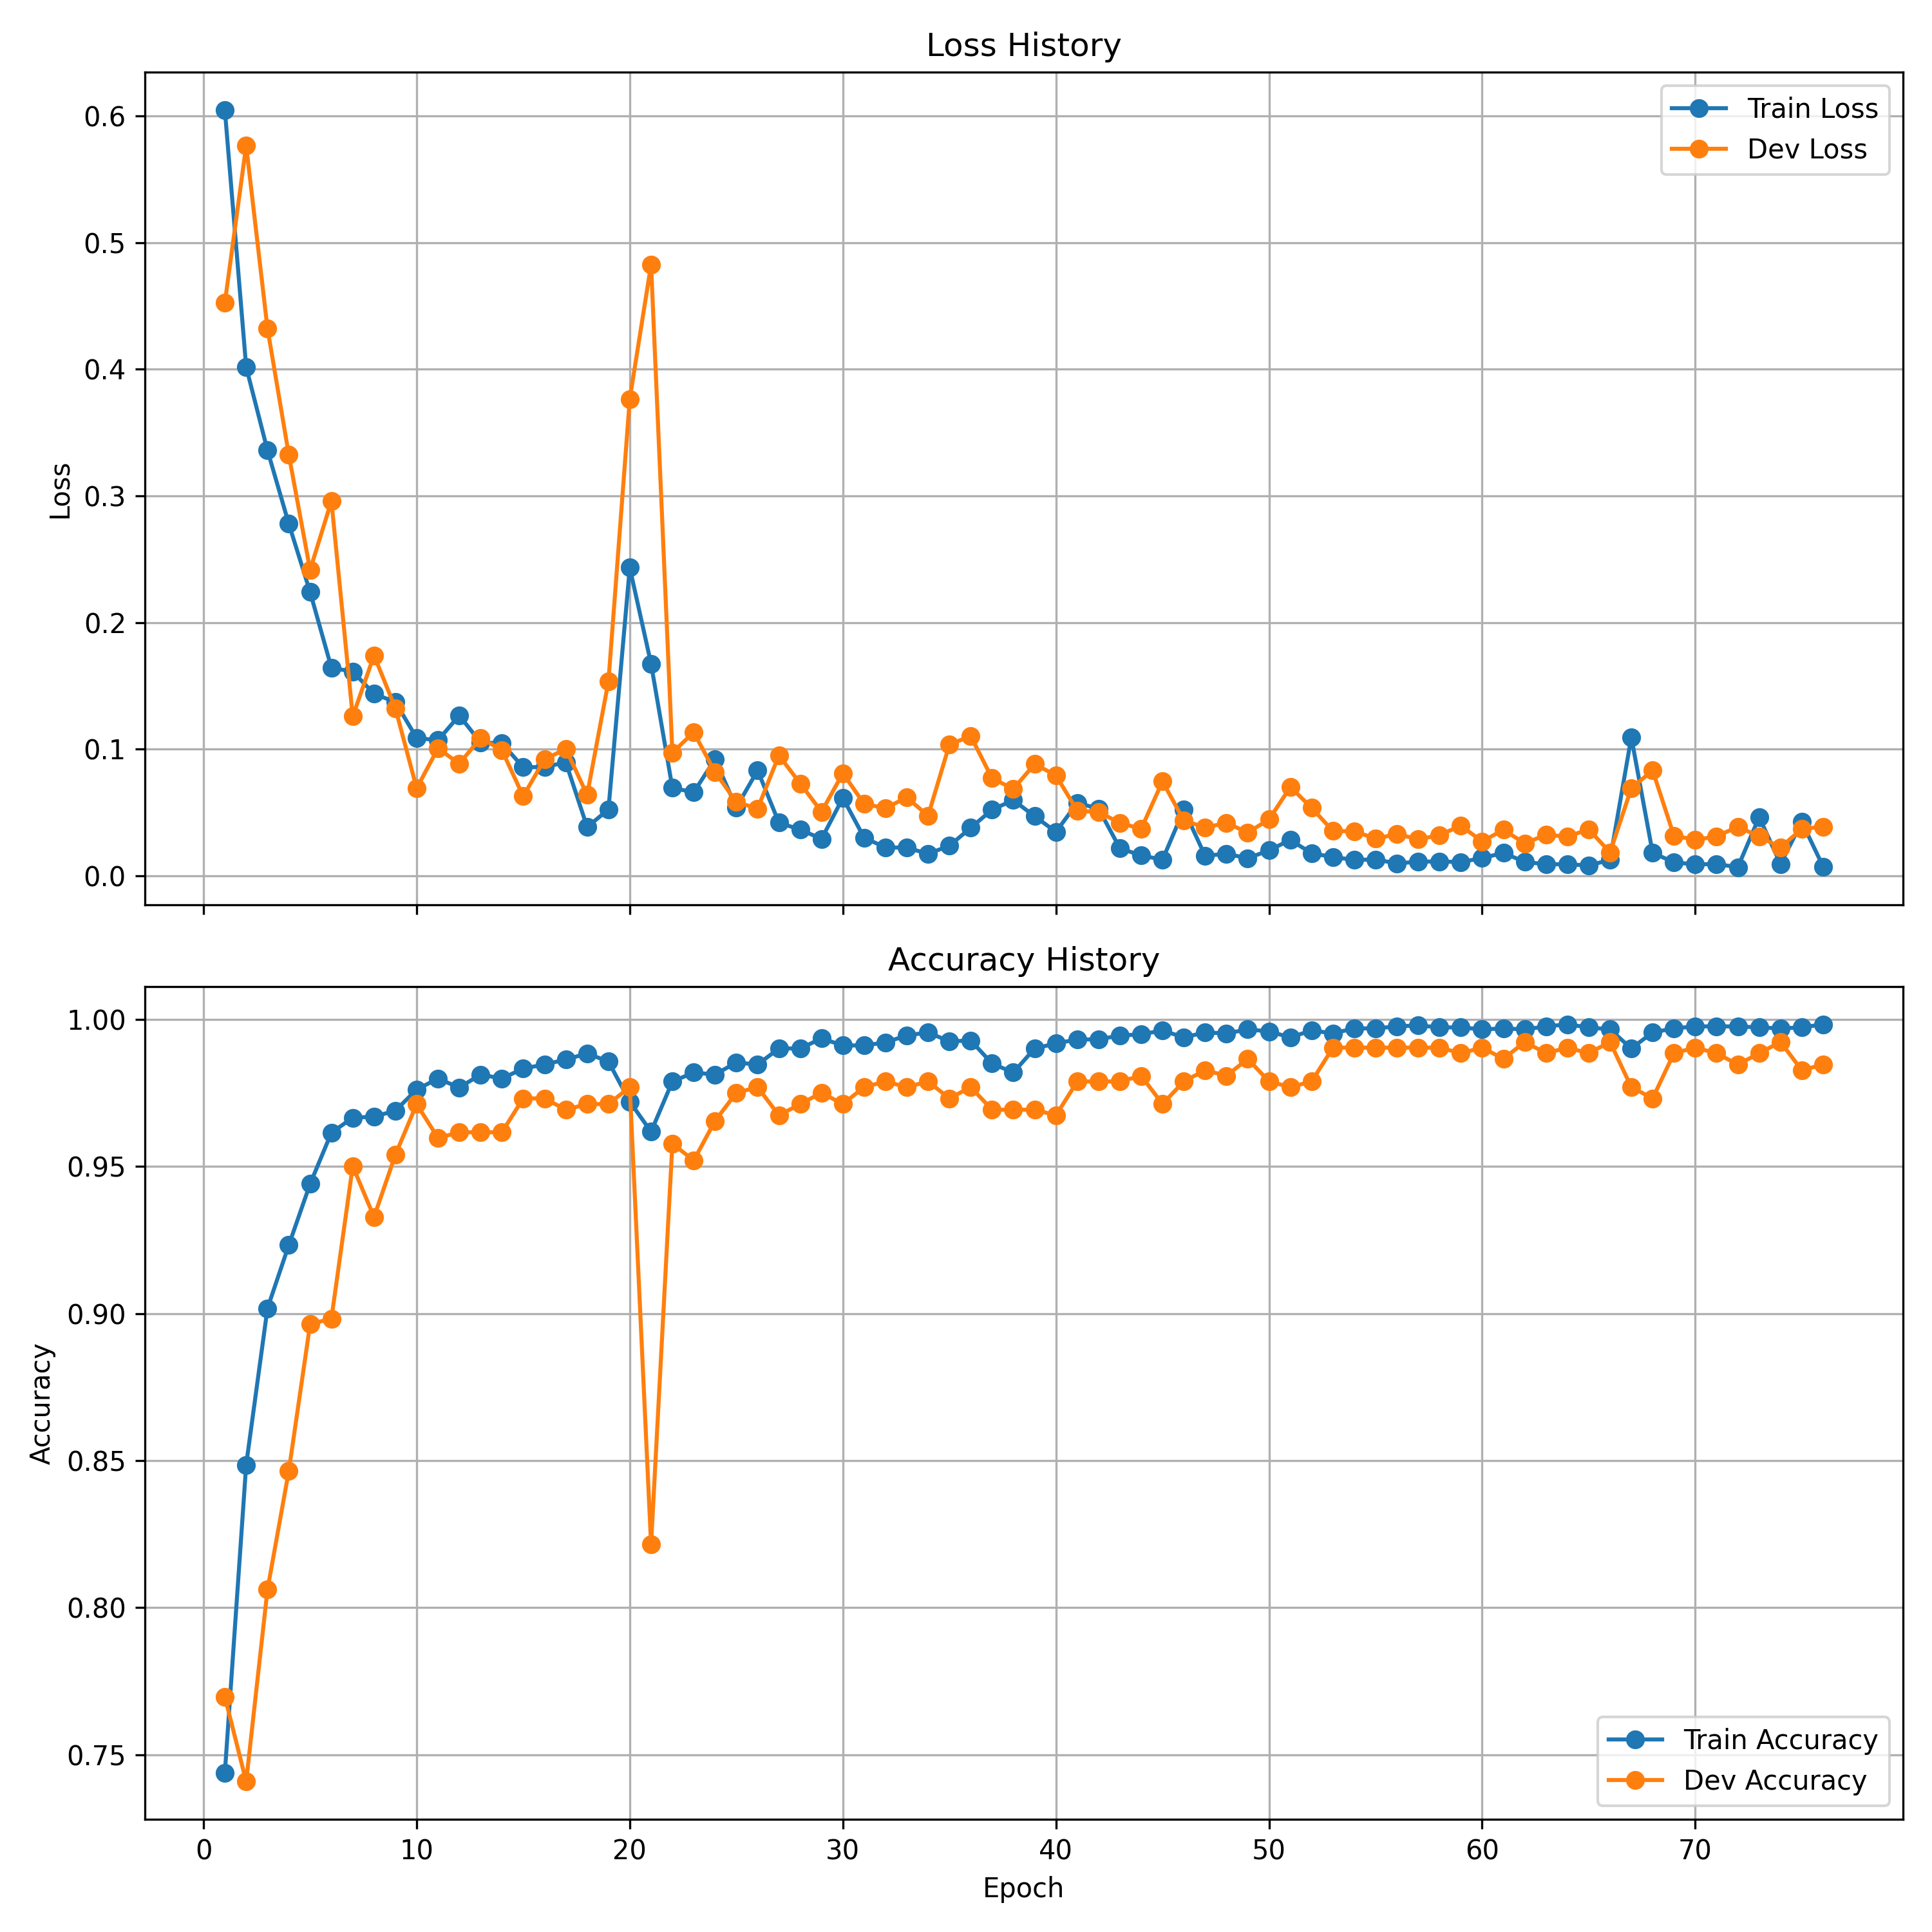 Loss History
Loss
0.6
0.5
0.4
0.3
0.2
0.1
0.0
Train Loss
Dev Loss
Accuracy History
Accuracy
1.00
0.95
0.90
0.85
0.80
0.75
Train Accuracy
Dev Accuracy
0 10 20 30 40 50 60 70
Epoch